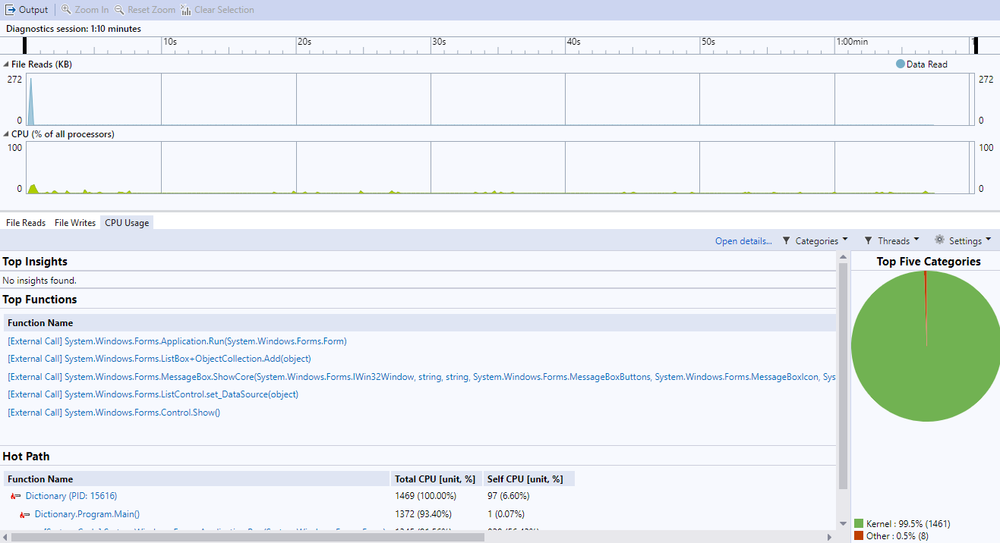 Output Zoom In Reset Zoom Clear Selection
Diagnostics session: 1:10 minutes
10s 20s 30s 40s 50s 1:00min
File Reads (KB) Data Read
272 272
0 0
CPU (% of all processors)
100 100
0 0
File Reads File Writes CPU Usage
Open details... Categories Threads Settings
Top Insights Top Five Categories
No insights found.
Top Functions
Function Name
[External Call] System.Windows.Forms.Application.Run(System.Windows.Forms.Form)
[External Call] System.Windows.Forms.ListBox+ObjectCollection.Add(object)
[External Call] System.Windows.Forms.MessageBox.ShowCore(System.Windows.Forms.IWin32Window, string, string, System.Windows.Forms.MessageBoxButtons, System.Windows.Forms.MessageBoxIcon, Sys
[External Call] System.Windows.Forms.ListControl.set_DataSource(object)
[External Call] System.Windows.Forms.Control.Show()
Hot Path
Function Name Total CPU [unit, %] Self CPU [unit, %]
Dictionary (PID: 15616) 1469 (100.00%) 97 (6.60%)
Dictionary.Program.Main() 1372 (93.40%) 1 (0.07%)
Kernel : 99.5% (1461)
Other : 0.5% (8)